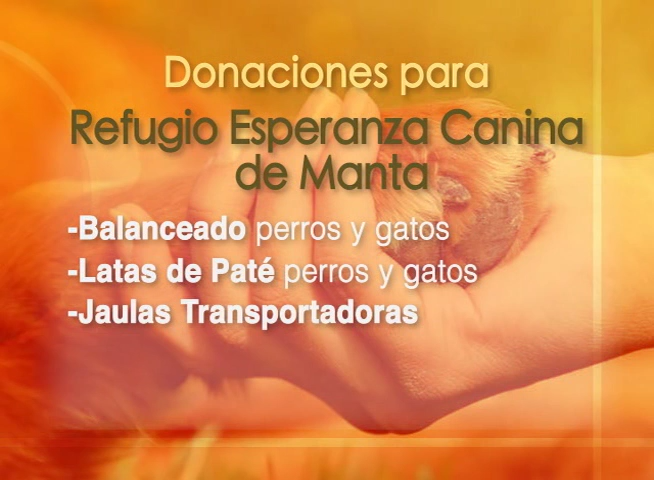 Donaciones para
Refugio Esperanza Canina
de Manta
-Balanceado perros y gatos
-Latas de Paté perros y gatos
-Jaulas Transportadoras